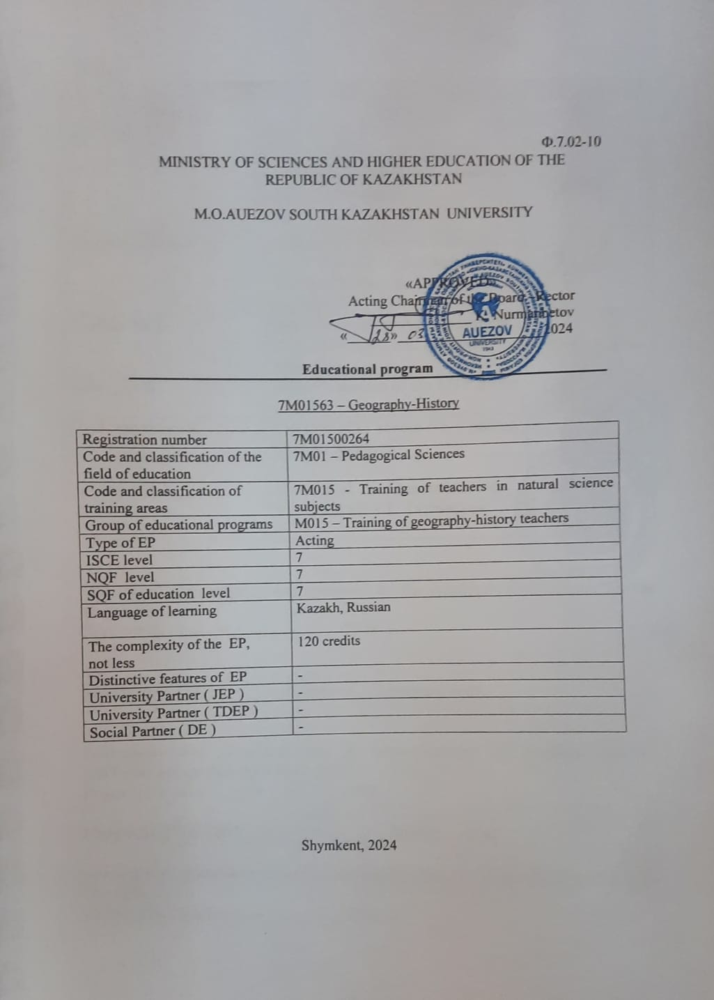 Ф.7.02-10
MINISTRY OF SCIENCES AND HIGHER EDUCATION OF THE
REPUBLIC OF KAZAKHSTAN
M.O.AUEZOV SOUTH KAZAKHSTAN UNIVERSITY
«APPROVED»
Acting Chairman of the Board, Rector
Nurmanbetov
«28» 03 2024
AUEZOV
UNIVERSITY
1943
Educational program
7M01563 – Geography-History
Registration number 7M01500264
Code and classification of the 7M01 – Pedagogical Sciences
field of education
Code and classification of 7M015 - Training of teachers in natural science
training areas subjects
Group of educational programs M015 – Training of geography-history teachers
Type of EP Acting
ISCE level 7
NQF level 7
SQF of education level 7
Language of learning Kazakh, Russian
The complexity of the EP, 120 credits
not less
Distinctive features of EP -
University Partner ( JEP ) -
University Partner ( TDEP ) -
Social Partner ( DE ) -
Shymkent, 2024